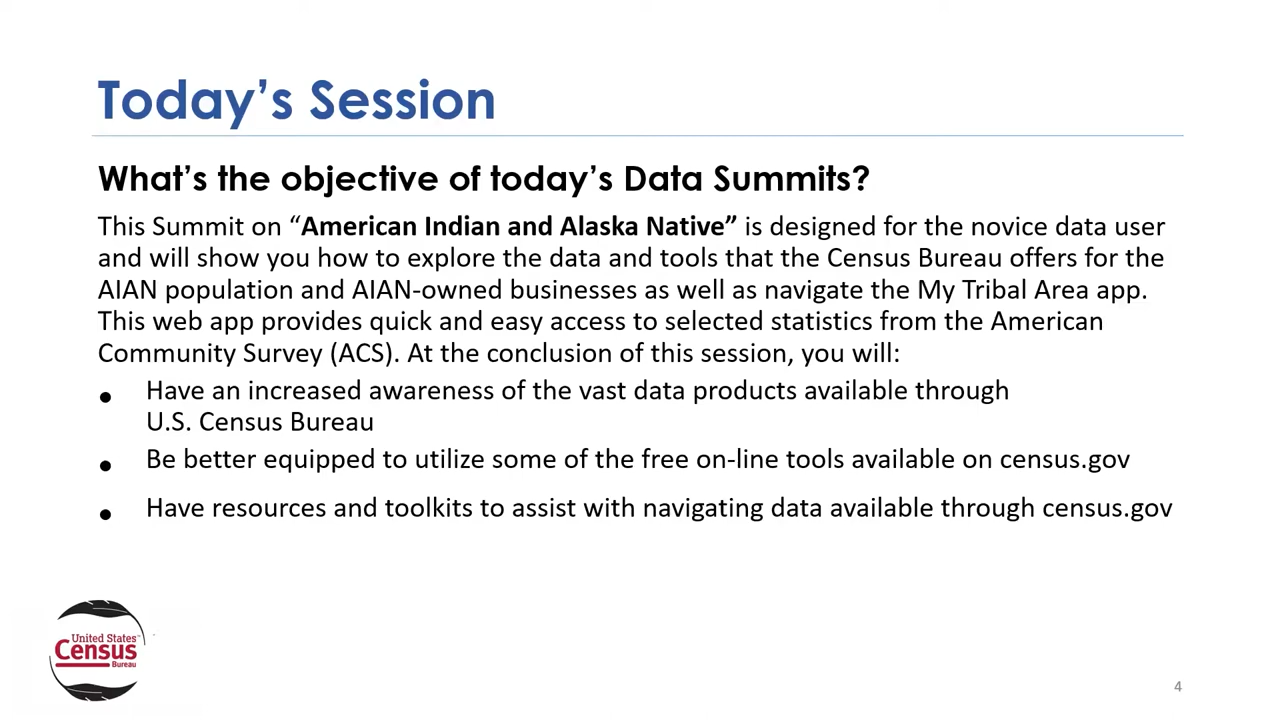 Today’s Session
What’s the objective of today’s Data Summits?
This Summit on “American Indian and Alaska Native” is designed for the novice data user
and will show you how to explore the data and tools that the Census Bureau offers for the
AIAN population and AIAN-owned businesses as well as navigate the My Tribal Area app.
This web app provides quick and easy access to selected statistics from the American
Community Survey (ACS). At the conclusion of this session, you will:
• Have an increased awareness of the vast data products available through
U.S. Census Bureau
• Be better equipped to utilize some of the free on-line tools available on census.gov
• Have resources and toolkits to assist with navigating data available through census.gov
United States™
Census
Bureau
4